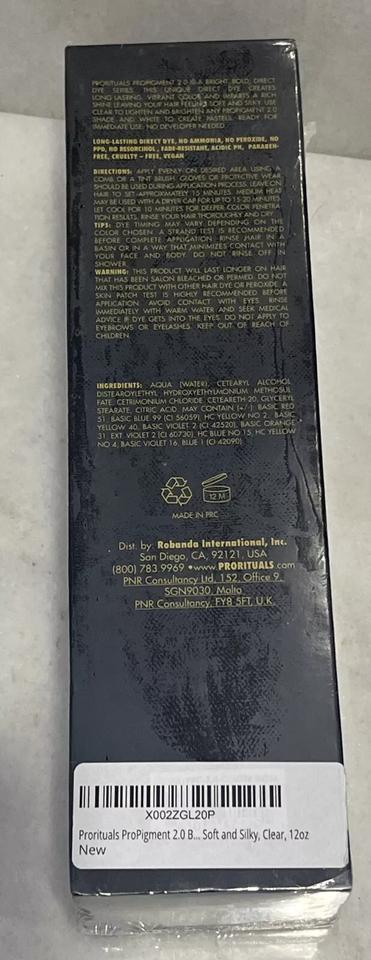 PRORITUALS PROPIGMENT 2.0 IS A BRIGHT, BOLD, DIRECT
DYE SERIES. THIS UNIQUE DIRECT DYE CREATES
LONG LASTING, VIBRANT COLOR AND IMPARTS A RICH
SHINE LEAVING YOUR HAIR FEELING SOFT AND SILKY. USE
CLEAR TO LIGHTEN AND BRIGHTEN ANY PROPIGMENT 2.0
SHADE AND WHITE TO CREATE PASTELS. READY FOR
IMMEDIATE USE. NO DEVELOPER NEEDED.
LONG-LASTING DIRECT DYE, NO AMMONIA, NO PEROXIDE, NO
PPD, NO RESORCINOL, FADE-RESISTANT, ACIDIC PH, PARABEN-
FREE, CRUELTY – FREE, VEGAN
DIRECTIONS: APPLY EVENLY ON DESIRED AREA USING A
COMB OR A TINT BRUSH. GLOVES OR PROTECTIVE WEAR
SHOULD BE USED DURING APPLICATION PROCESS. LEAVE ON
HAIR TO SET APPROXIMATELY 15 MINUTES. MEDIUM HEAT
MAY BE USED WITH A DRYER CAP FOR UP TO 15-20 MINUTES.
LET COOL FOR 10 MINUTES FOR DEEPER COLOR PENETRA
TION RESULTS. RINSE YOUR HAIR THOROUGHLY AND DRY.
TIPS: DYE TIMING MAY VARY DEPENDING ON THE
COLOR CHOSEN. A STRAND TEST IS RECOMMENDED
BEFORE COMPLETE APPLICATION. RINSE HAIR IN A
BASIN OR IN A WAY THAT MINIMIZES CONTACT WITH
YOUR FACE AND BODY. DO NOT RINSE OFF IN
SHOWER.
WARNING: THIS PRODUCT WILL LAST LONGER ON HAIR
THAT HAS BEEN SALON BLEACHED OR PERMED. DO NOT
MIX THIS PRODUCT WITH OTHER HAIR DYE OR PEROXIDE. A
SKIN PATCH TEST IS HIGHLY RECOMMENDED BEFORE
APPLICATION. AVOID CONTACT WITH EYES. RINSE
IMMEDIATELY WITH WARM WATER AND SEEK MEDICAL
ADVICE IF DYE GETS INTO THE EYES. DO NOT APPLY TO
EYEBROWS OR EYELASHES. KEEP OUT OF REACH OF
CHILDREN.
INGREDIENTS: AQUA (WATER), CETEARYL ALCOHOL,
DISTEAROYLETHYL HYDROXYETHYLMONIUM METHOSUL
FATE, CETRIMONIUM CHLORIDE, CETEARETH-20, GLYCERYL
STEARATE, CITRIC ACID. MAY CONTAIN (+/-) BASIC RED
51, BASIC BLUE 99 (CI 56059), HC YELLOW NO 2, BASIC
YELLOW 40, BASIC VIOLET 2 (CI 42520), BASIC ORANGE
31, EXT. VIOLET 2 (CI 60730), HC BLUE NO 15, HC YELLOW
NO 4, BASIC VIOLET 16, BLUE 1 (CI 42090).
12 M
MADE IN PRC
Dist. by: Robanda International, Inc.
San Diego, CA, 92121, USA
(800) 783 9969 •www.PRORITUALS.com
PNR Consultancy Ltd, 152, Office 9,
SGN9030, Malta
PNR Consultancy, FY8 5FT, U.K.
X002ZGL20P
Prorituals ProPigment 2.0 B... Soft and Silky, Clear, 12oz
New